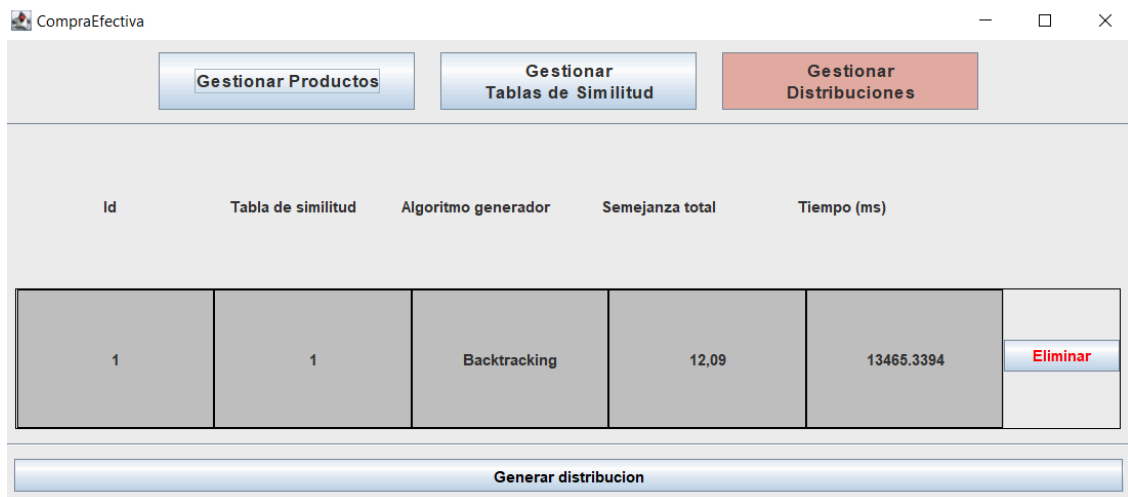 CompraEfectiva
Gestionar Productos
Gestionar
Tablas de Similitud
Gestionar
Distribuciones
Id
Tabla de similitud
Algoritmo generador
Semejanza total
Tiempo (ms)
1
1
Backtracking
12,09
13465.3394
Eliminar
Generar distribucion